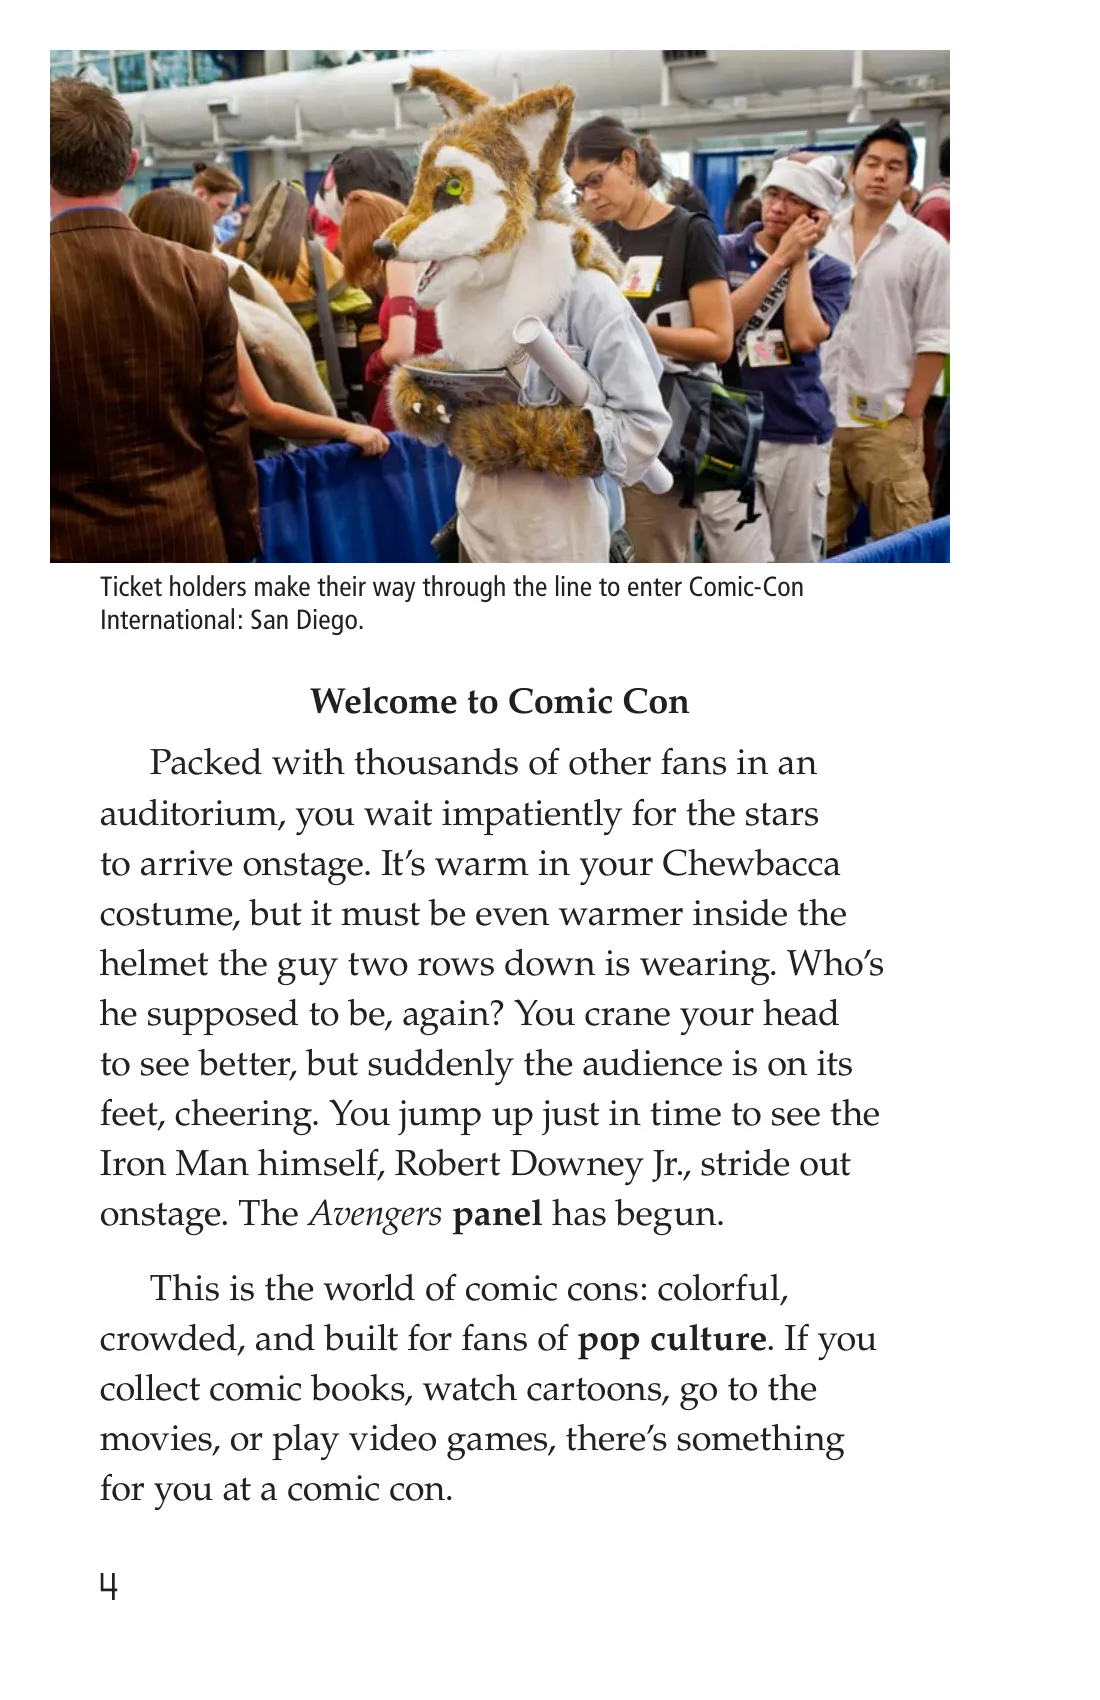 Ticket holders make their way through the line to enter Comic-Con
International: San Diego.
Welcome to Comic Con
Packed with thousands of other fans in an
auditorium, you wait impatiently for the stars
to arrive onstage. It’s warm in your Chewbacca
costume, but it must be even warmer inside the
helmet the guy two rows down is wearing. Who’s
he supposed to be, again? You crane your head
to see better, but suddenly the audience is on its
feet, cheering. You jump up just in time to see the
Iron Man himself, Robert Downey Jr., stride out
onstage. The Avengers panel has begun.
This is the world of comic cons: colorful,
crowded, and built for fans of pop culture. If you
collect comic books, watch cartoons, go to the
movies, or play video games, there’s something
for you at a comic con.
4